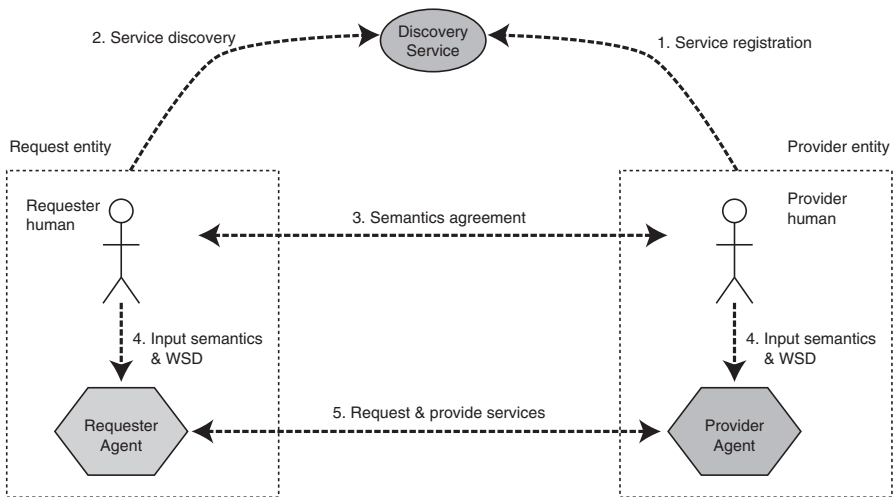 2. Service discovery
Discovery
Service
1. Service registration
Request entity
Provider entity
Requester
human
Provider
human
3. Semantics agreement
4. Input semantics
& WSD
4. Input semantics
& WSD
Requester
Agent
5. Request & provide services
Provider
Agent